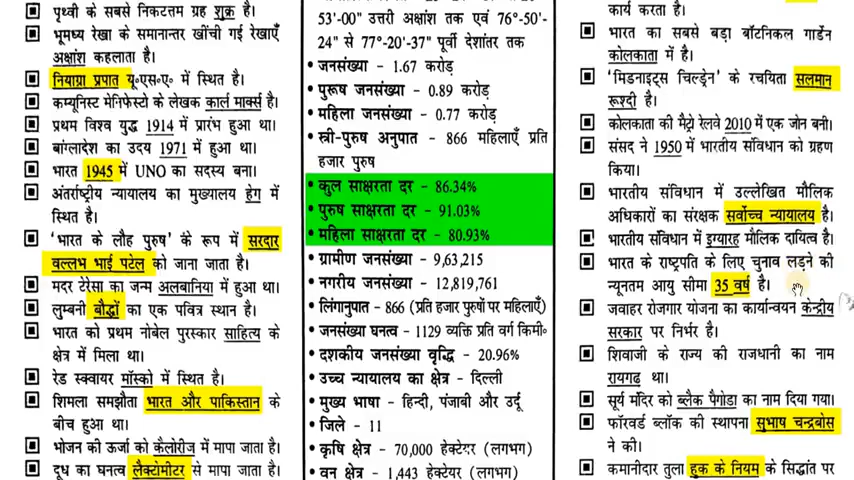 पृथ्वी के सबसे निकटतम ग्रह शुक्र है।
भूमध्य रेखा के समानान्तर खींची गई रेखाएँ
अक्षांश कहलाता है।
नियाग्रा प्रपात यू०एस०ए० में स्थित है।
कम्यूनिस्ट मेनिफेस्टो के लेखक कार्ल मार्क्स है।
प्रथम विश्व युद्ध 1914 में प्रारंभ हुआ था।
बांग्लादेश का उदय 1971 में हुआ था।
भारत 1945 में UNO का सदस्य बना।
अंतर्राष्ट्रीय न्यायालय का मुख्यालय हेग में
स्थित है।
'भारत के लौह पुरुष' के रूप में सरदार
वल्लभ भाई पटेल को जाना जाता है।
मदर टेरेसा का जन्म अलबानिया में हुआ था।
लुम्बनी बौद्धों का एक पवित्र स्थान है।
भारत को प्रथम नोबेल पुरस्कार साहित्य के
क्षेत्र में मिला था।
रेड स्क्वायर मॉस्को में स्थित है।
शिमला समझौता भारत और पाकिस्तान के
बीच हुआ था।
भोजन की ऊर्जा को कैलोरीज में मापा जाता है।
दूध का घनत्व लैक्टोमीटर से मापा जाता है।
53'-00" उत्तरी अक्षांश तक एवं 76°-50'-
24" से 77°-20'-37" पूर्वी देशांतर तक
• जनसंख्या - 1.67 करोड़
• पुरूष जनसंख्या - 0.89 करोड़
• महिला जनसंख्या - 0.77 करोड़
• स्त्री-पुरुष अनुपात - 866 महिलाएँ प्रति
हजार पुरुष
• कुल साक्षरता दर - 86.34%
• पुरुष साक्षरता दर - 91.03%
• महिला साक्षरता दर - 80.93%
• ग्रामीण जनसंख्या - 9,63,215
• नगरीय जनसंख्या - 12,819,761
• लिंगानुपात - 866 (प्रति हजार पुरुषों पर महिलाएँ)
• जनसंख्या घनत्व - 1129 व्यक्ति प्रति वर्ग किमी०
• दशकीय जनसंख्या वृद्धि - 20.96%
• उच्च न्यायालय का क्षेत्र - दिल्ली
• मुख्य भाषा - हिन्दी, पंजाबी और उर्दू
• जिले - 11
• कृषि क्षेत्र - 70,000 हेक्टेयर (लगभग)
• वन क्षेत्र - 1,443 हेक्टेयर (लगभग)
कार्य करता है।
भारत का सबसे बड़ा बॉटनिकल गार्डेन
कोलकाता में है।
'मिडनाइट्स चिल्ड्रेन' के रचयिता सलमान
रूश्दी है।
कोलकाता की मैट्रो रेलवे 2010 में एक जोन बनी।
संसद ने 1950 में भारतीय संविधान को ग्रहण
किया।
भारतीय संविधान में उल्लेखित मौलिक
अधिकारों का संरक्षक सर्वोच्च न्यायालय है।
भारतीय संविधान में इग्यारह मौलिक दायित्व है।
भारत के राष्ट्रपति के लिए चुनाव लड़ने की
न्यूनतम आयु सीमा 35 वर्ष है।
जवाहर रोजगार योजना का कार्यान्वयन केन्द्रीय
सरकार पर निर्भर है।
शिवाजी के राज्य की राजधानी का नाम
रायगढ़ था।
सूर्य मंदिर को ब्लैक पैगोडा का नाम दिया गया।
फॉरवर्ड ब्लॉक की स्थापना सुभाष चन्द्रबोस
ने की।
कमानीदार तुला हुक के नियम के सिद्धांत पर